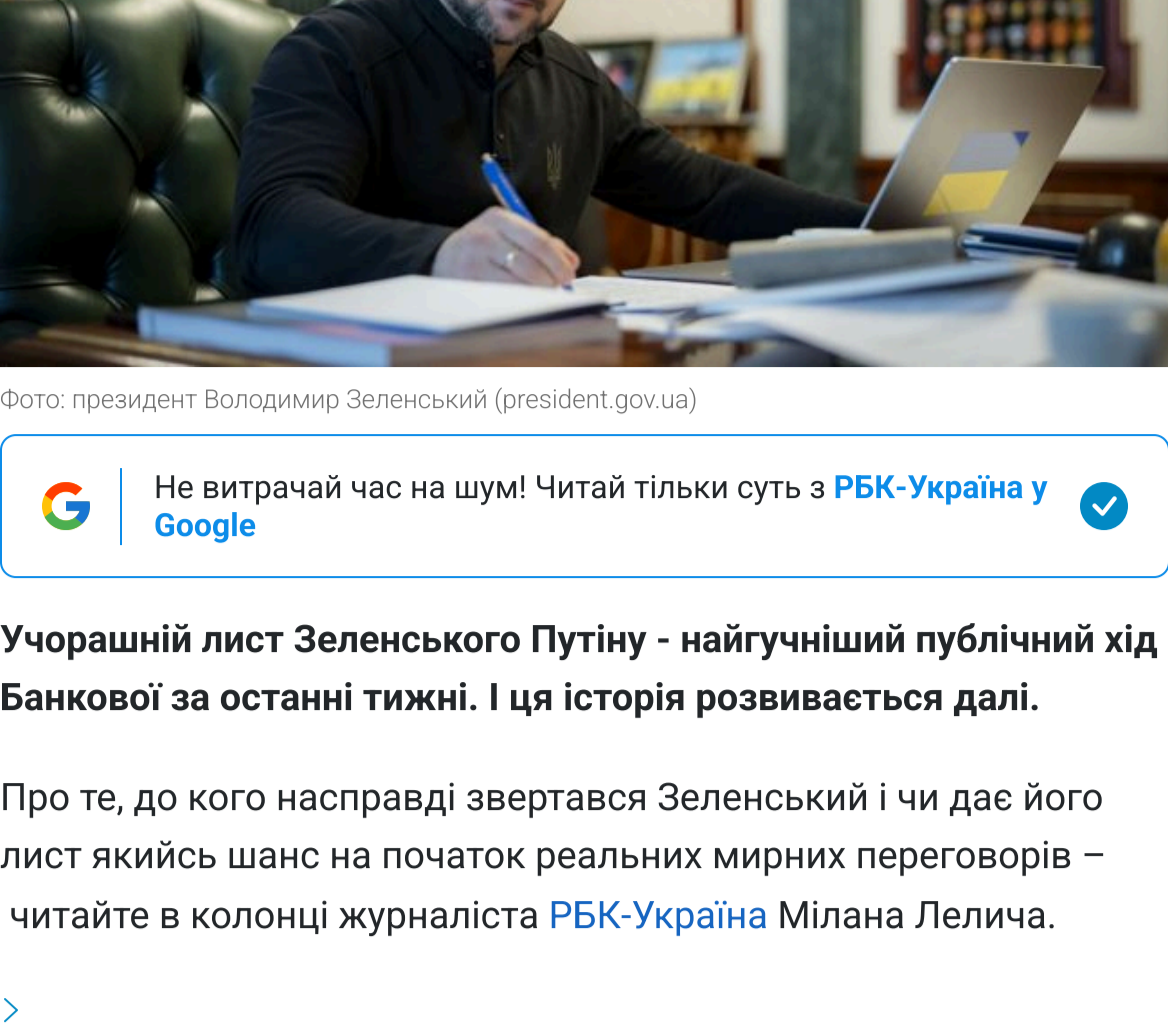 Фото: президент Володимир Зеленський (president.gov.ua)
Не витрачай час на шум! Читай тільки суть з РБК-Україна у
Google
Учорашній лист Зеленського Путіну - найгучніший публічний хід
Банкової за останні тижні. І ця історія розвивається далі.
Про те, до кого насправді звертався Зеленський і чи дає його
лист якийсь шанс на початок реальних мирних переговорів –
читайте в колонці журналіста РБК-Україна Мілана Лелича.